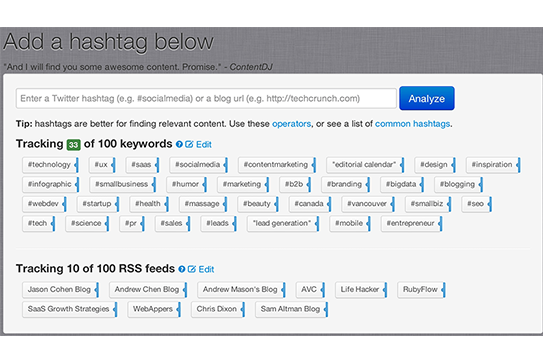 Add a hashtag below
"And I will find you some awesome content. Promise." - ContentDJ
Enter a Twitter hashtag (e.g. #socialmedia) or a blog url (e.g. http://techcrunch.com) Analyze
Tip: hashtags are better for finding relevant content. Use these operators, or see a list of common hashtags.
Tracking 33 of 100 keywords ? Edit
#technology #ux #saas #socialmedia #contentmarketing "editorial calendar" #design #inspiration
#infographic #smallbusiness #humor #marketing #b2b #branding #bigdata #blogging
#webdev #startup #health #massage #beauty #canada #vancouver #smallbiz #seo
#tech #science #pr #sales #leads "lead generation" #mobile #entrepreneur
Tracking 10 of 100 RSS feeds ? Edit
Jason Cohen Blog Andrew Chen Blog Andrew Mason's Blog AVC Life Hacker RubyFlow
SaaS Growth Strategies WebAppers Chris Dixon Sam Altman Blog